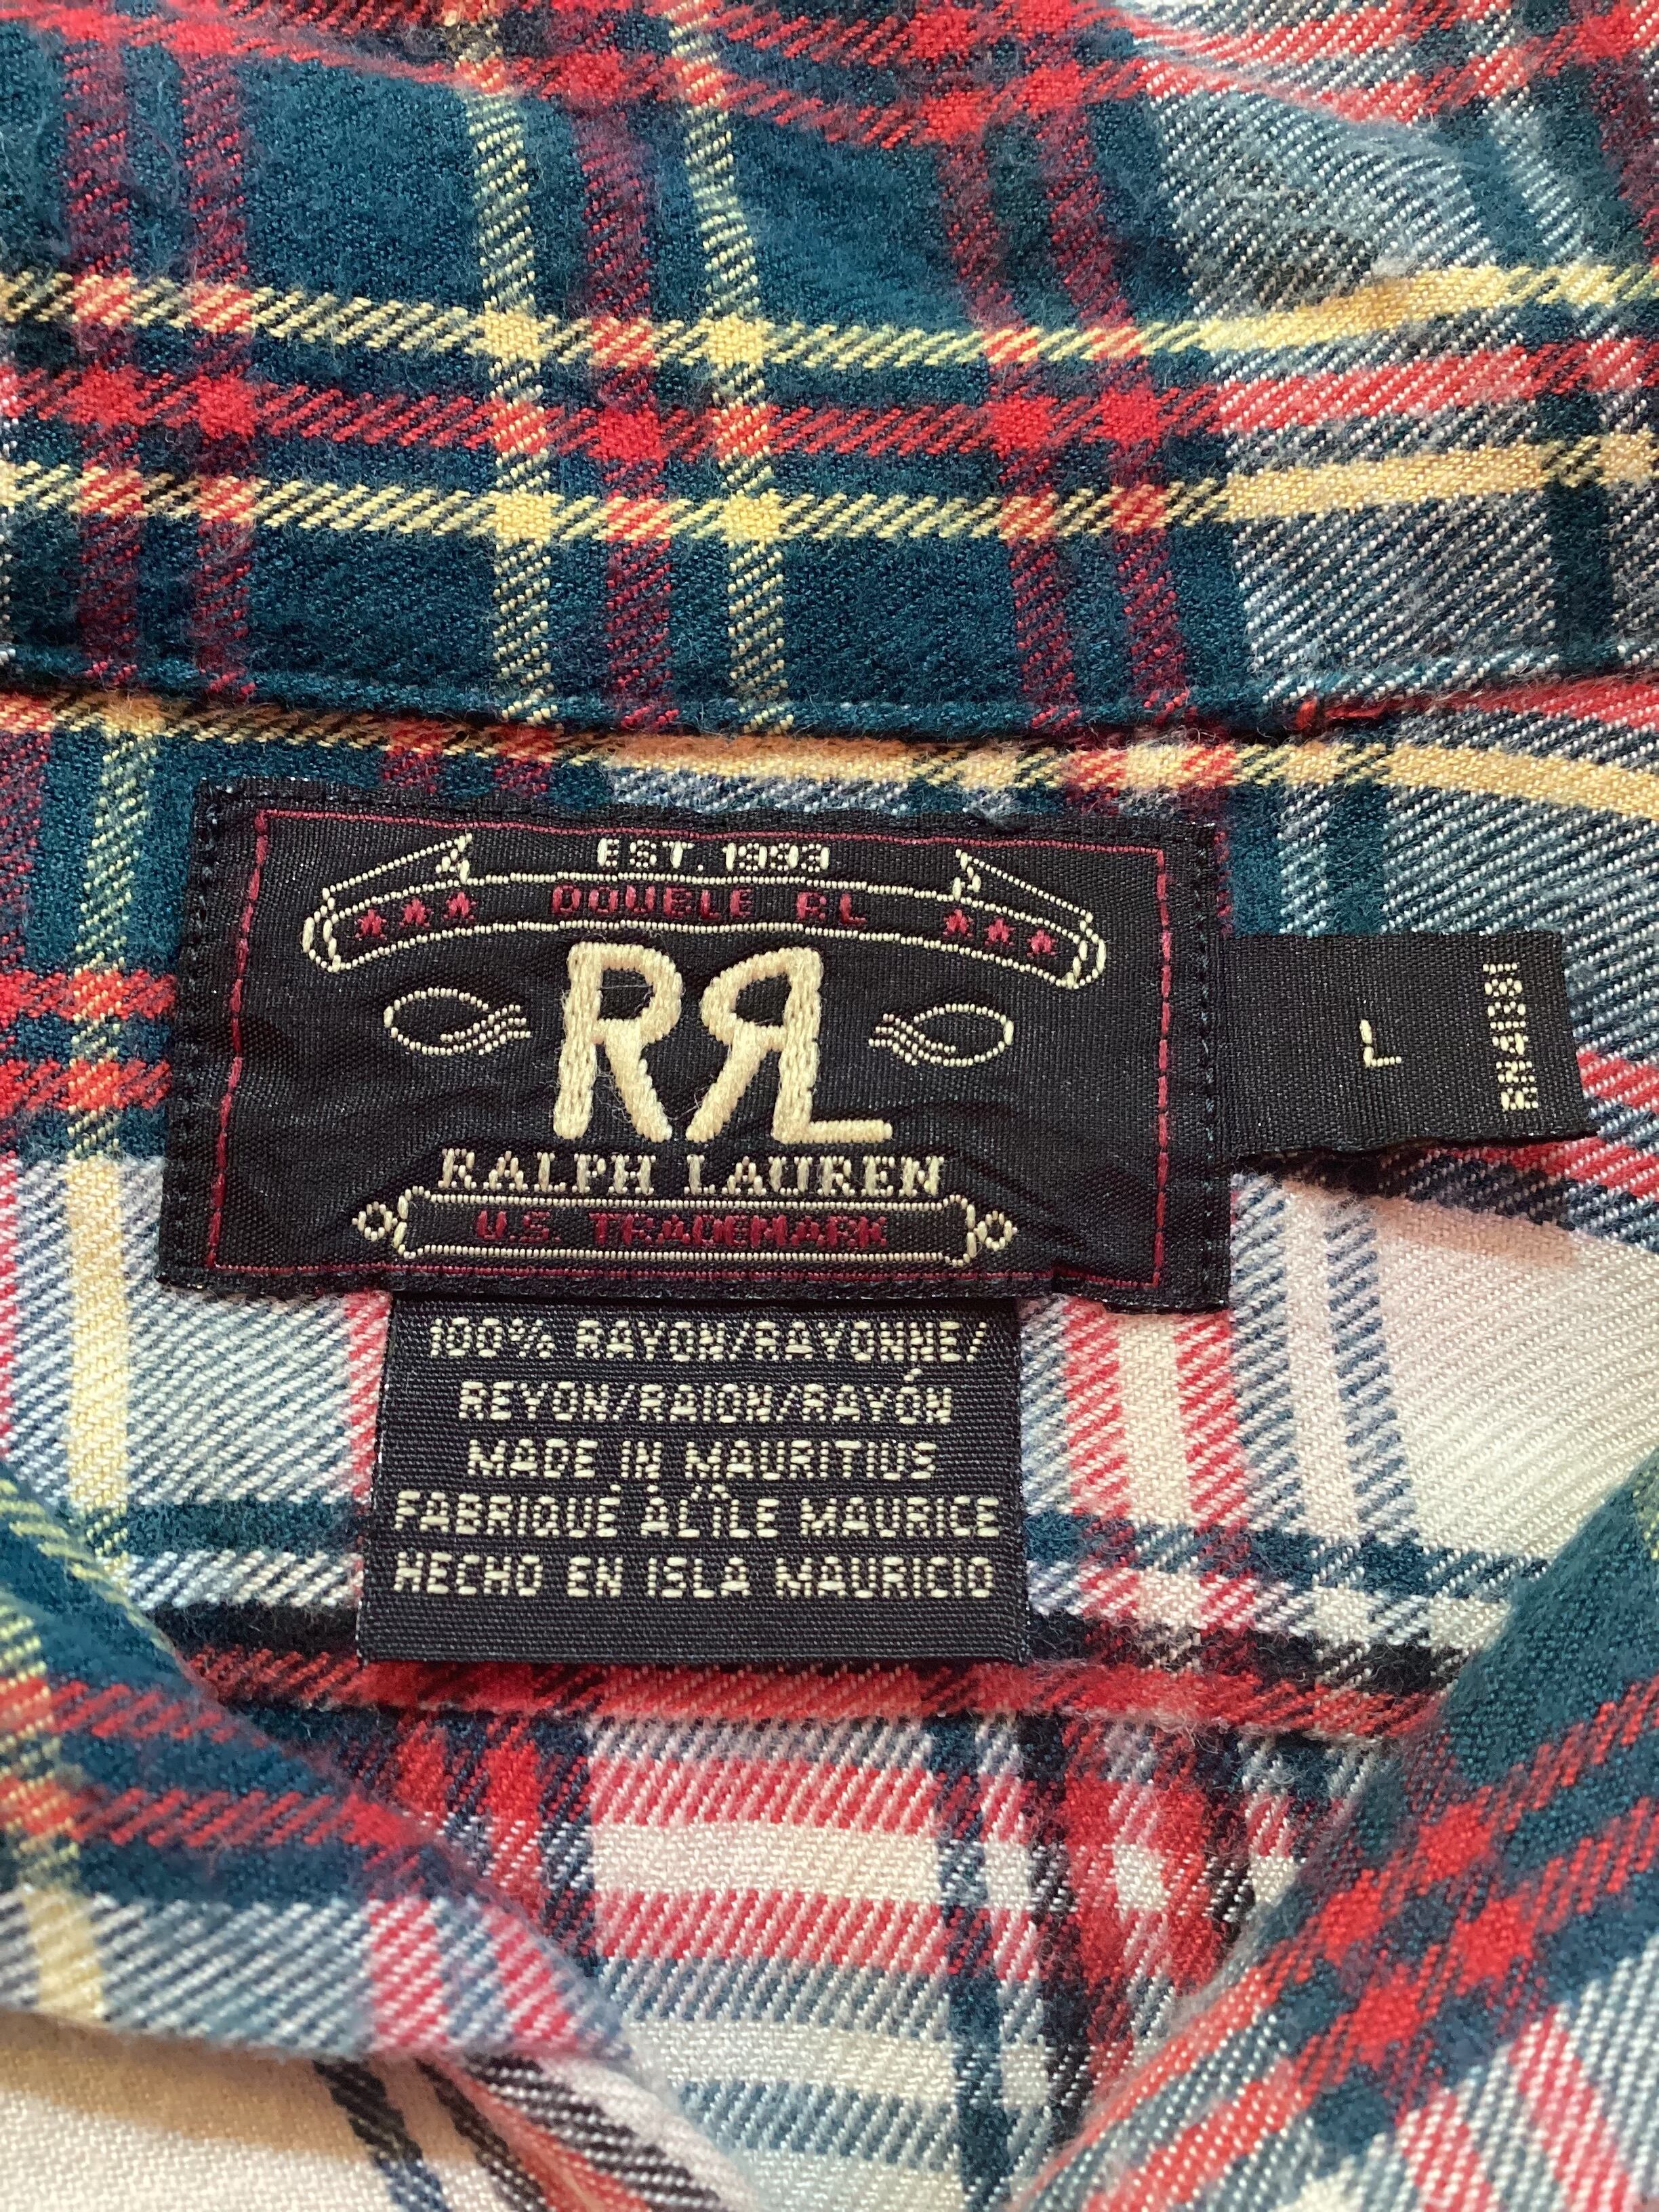 EST. 1993
DOUBLE RL
RRL
RALPH LAUREN
U.S. TRADEMARK
L
RN41381
100% RAYON/RAYONNE/
REYON/RAION/RAYÓN
MADE IN MAURITIUS
FABRIQUÉ À L'ÎLE MAURICE
HECHO EN ISLA MAURICIO